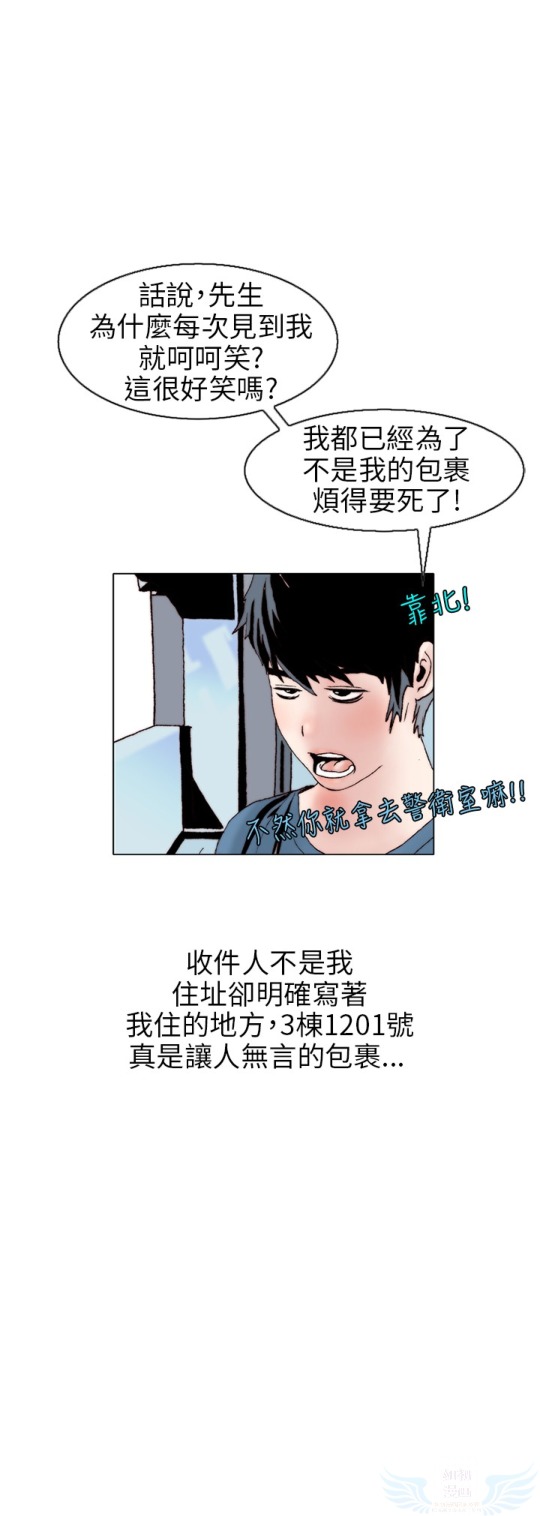 話說，先生
為什麼每次見到我
就呵呵笑？
這很好笑嗎？
我都已經為了
不是我的包裹
煩得要死了！
靠北！
不然你就拿去警衛室嘛！！
收件人不是我
住址卻明確寫著
我住的地方，3棟1201號
真是讓人無言的包裹...